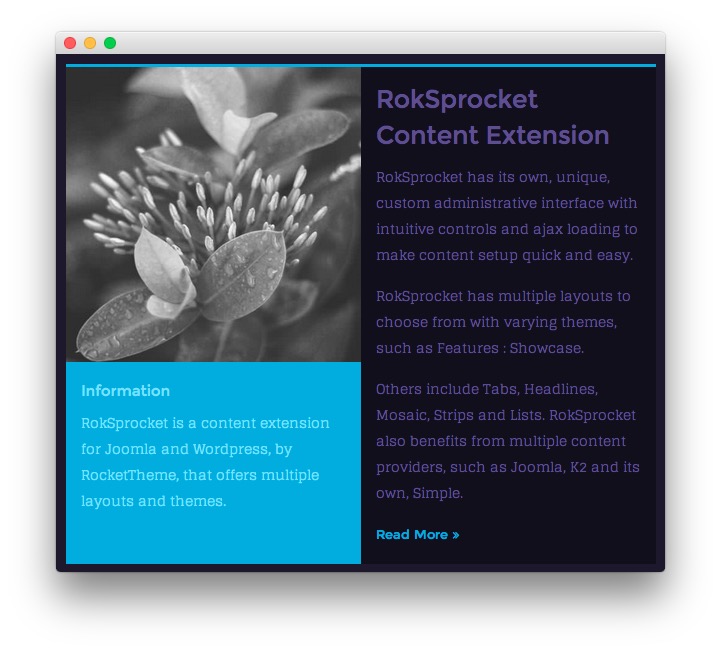 RokSprocket
Content Extension
RokSprocket has its own, unique,
custom administrative interface with
intuitive controls and ajax loading to
make content setup quick and easy.
RokSprocket has multiple layouts to
choose from with varying themes,
such as Features : Showcase.
Others include Tabs, Headlines,
Mosaic, Strips and Lists. RokSprocket
also benefits from multiple content
providers, such as Joomla, K2 and its
own, Simple.
Read More »
Information
RokSprocket is a content extension
for Joomla and Wordpress, by
RocketTheme, that offers multiple
layouts and themes.